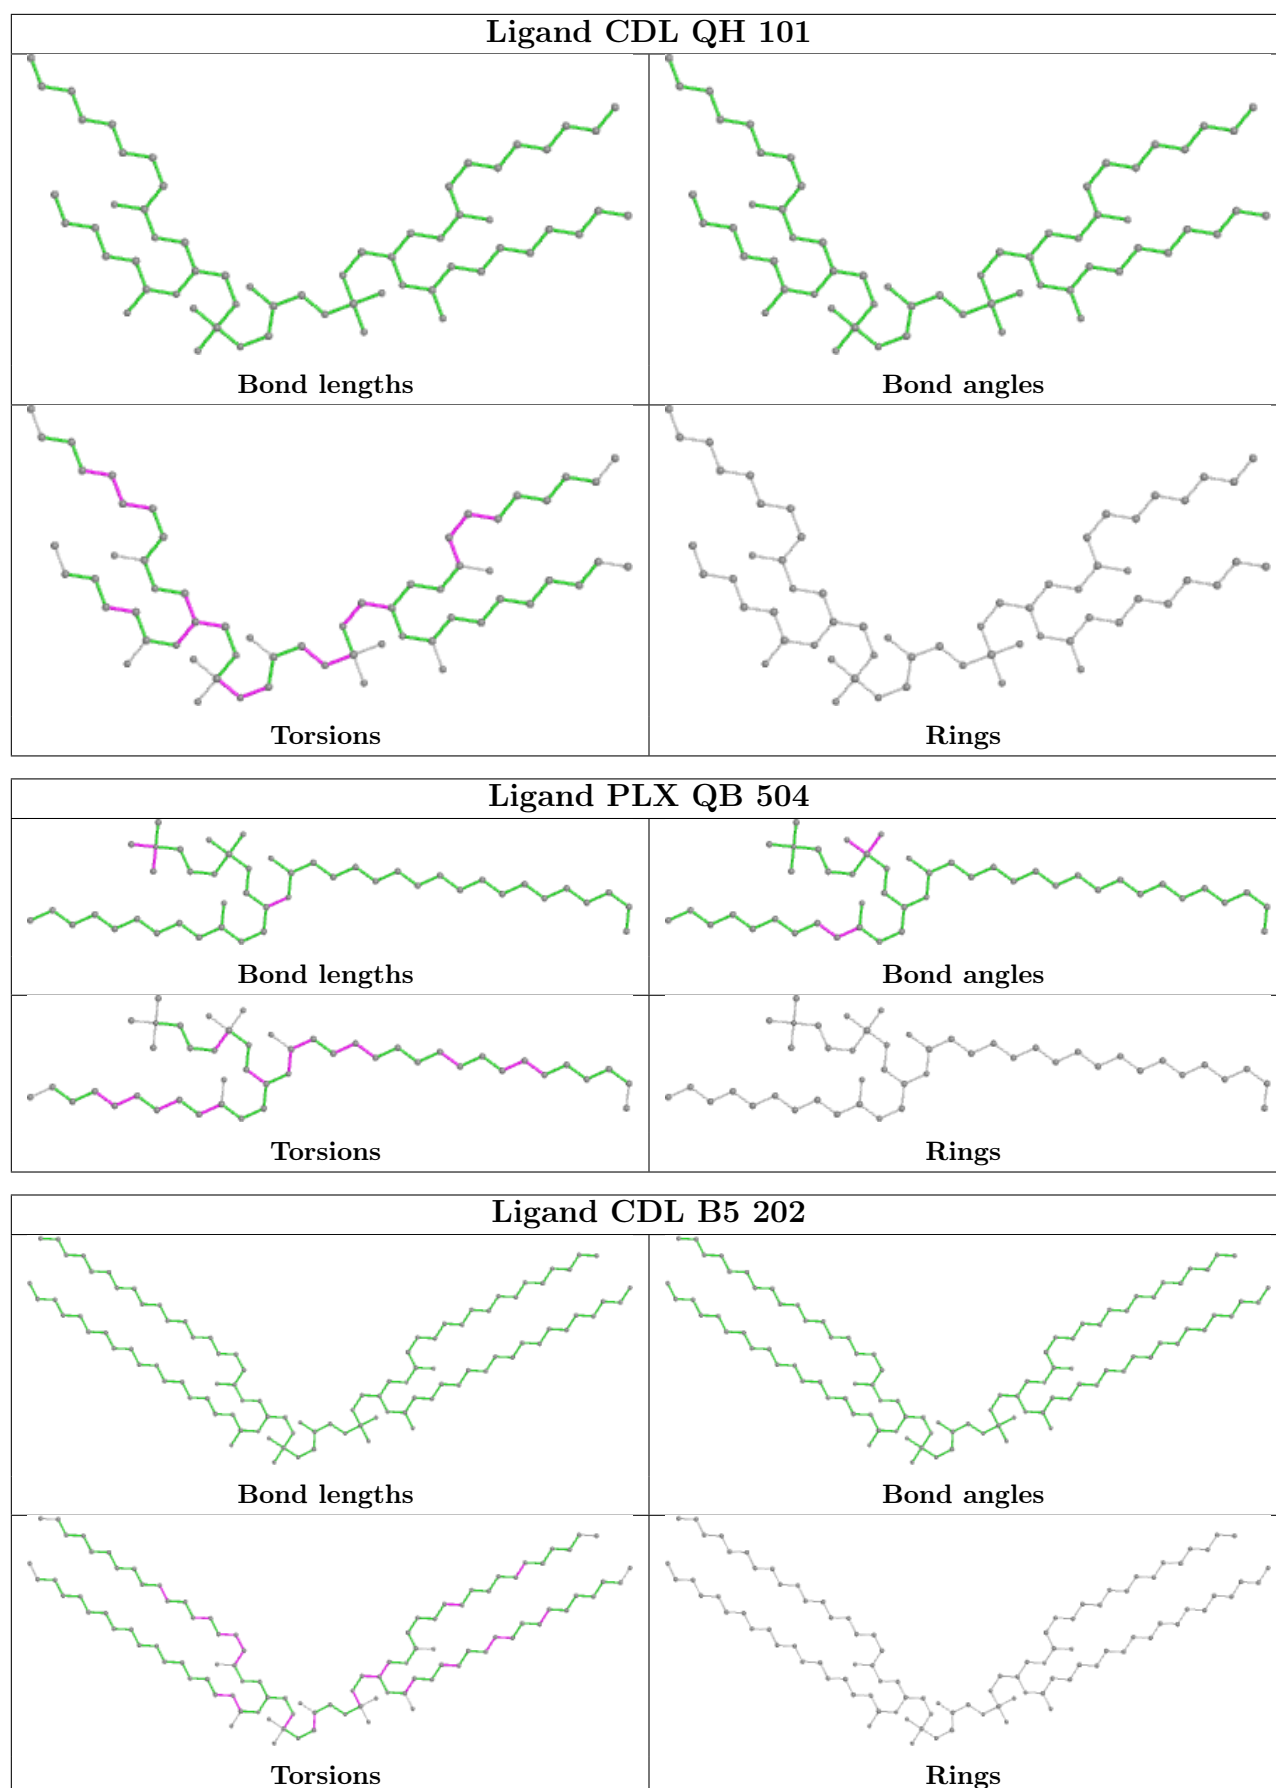 Ligand CDL QH 101
Bond lengths
Bond angles
Torsions
Rings
Ligand PLX QB 504
Bond lengths
Bond angles
Torsions
Rings
Ligand CDL B5 202
Bond lengths
Bond angles
Torsions
Rings